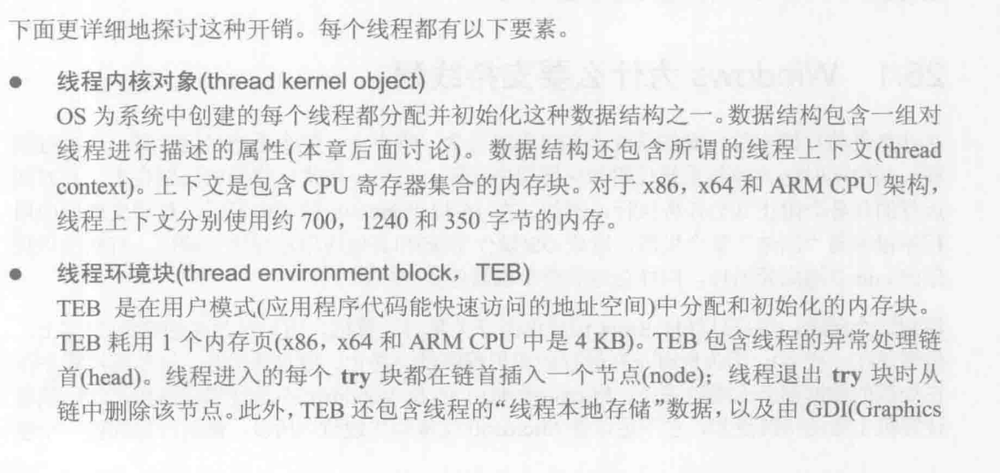 下面更详细地探讨这种开销。每个线程都有以下要素。
● 线程内核对象(thread kernel object)
OS 为系统中创建的每个线程都分配并初始化这种数据结构之一。数据结构包含一组对
线程进行描述的属性(本章后面讨论)。数据结构还包含所谓的线程上下文(thread
context)。上下文是包含 CPU 寄存器集合的内存块。对于 x86，x64 和 ARM CPU 架构，
线程上下文分别使用约 700，1240 和 350 字节的内存。
● 线程环境块(thread environment block，TEB)
TEB 是在用户模式(应用程序代码能快速访问的地址空间)中分配和初始化的内存块。
TEB 耗用 1 个内存页(x86，x64 和 ARM CPU 中是 4 KB)。TEB 包含线程的异常处理链
首(head)。线程进入的每个 try 块都在链首插入一个节点(node)；线程退出 try 块时从
链中删除该节点。此外，TEB 还包含线程的“线程本地存储”数据，以及由 GDI(Graphics